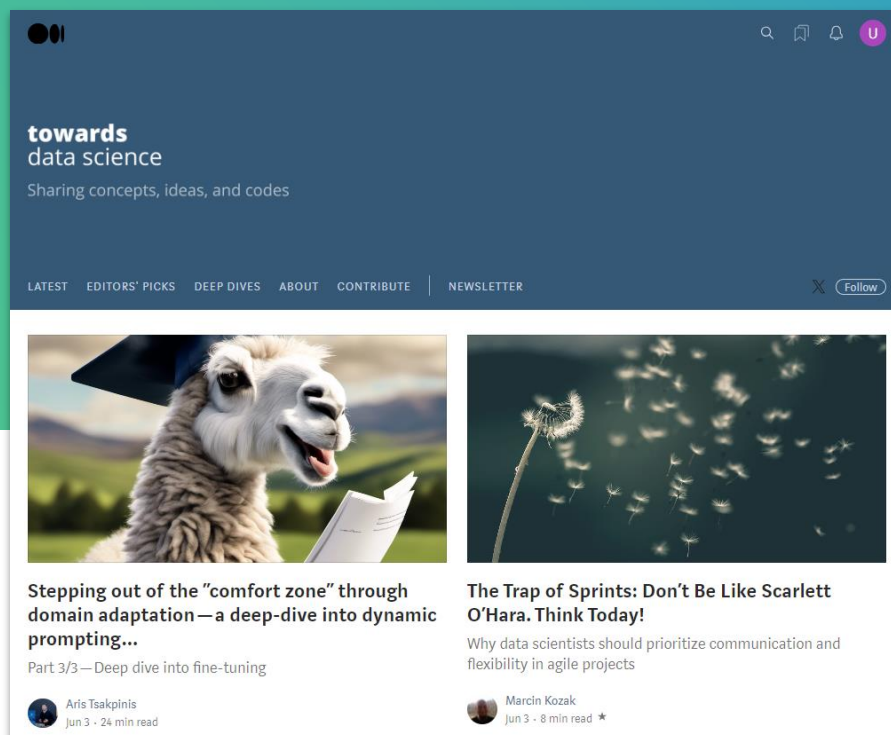 U
towards
data science
Sharing concepts, ideas, and codes
LATEST EDITORS' PICKS DEEP DIVES ABOUT CONTRIBUTE NEWSLETTER
X Follow
Stepping out of the “comfort zone” through
domain adaptation — a deep-dive into dynamic
prompting…
Part 3/3 — Deep dive into fine-tuning
Aris Tsakpinis
Jun 3 · 24 min read
The Trap of Sprints: Don’t Be Like Scarlett
O’Hara. Think Today!
Why data scientists should prioritize communication and
flexibility in agile projects
Marcin Kozak
Jun 3 · 8 min read ★